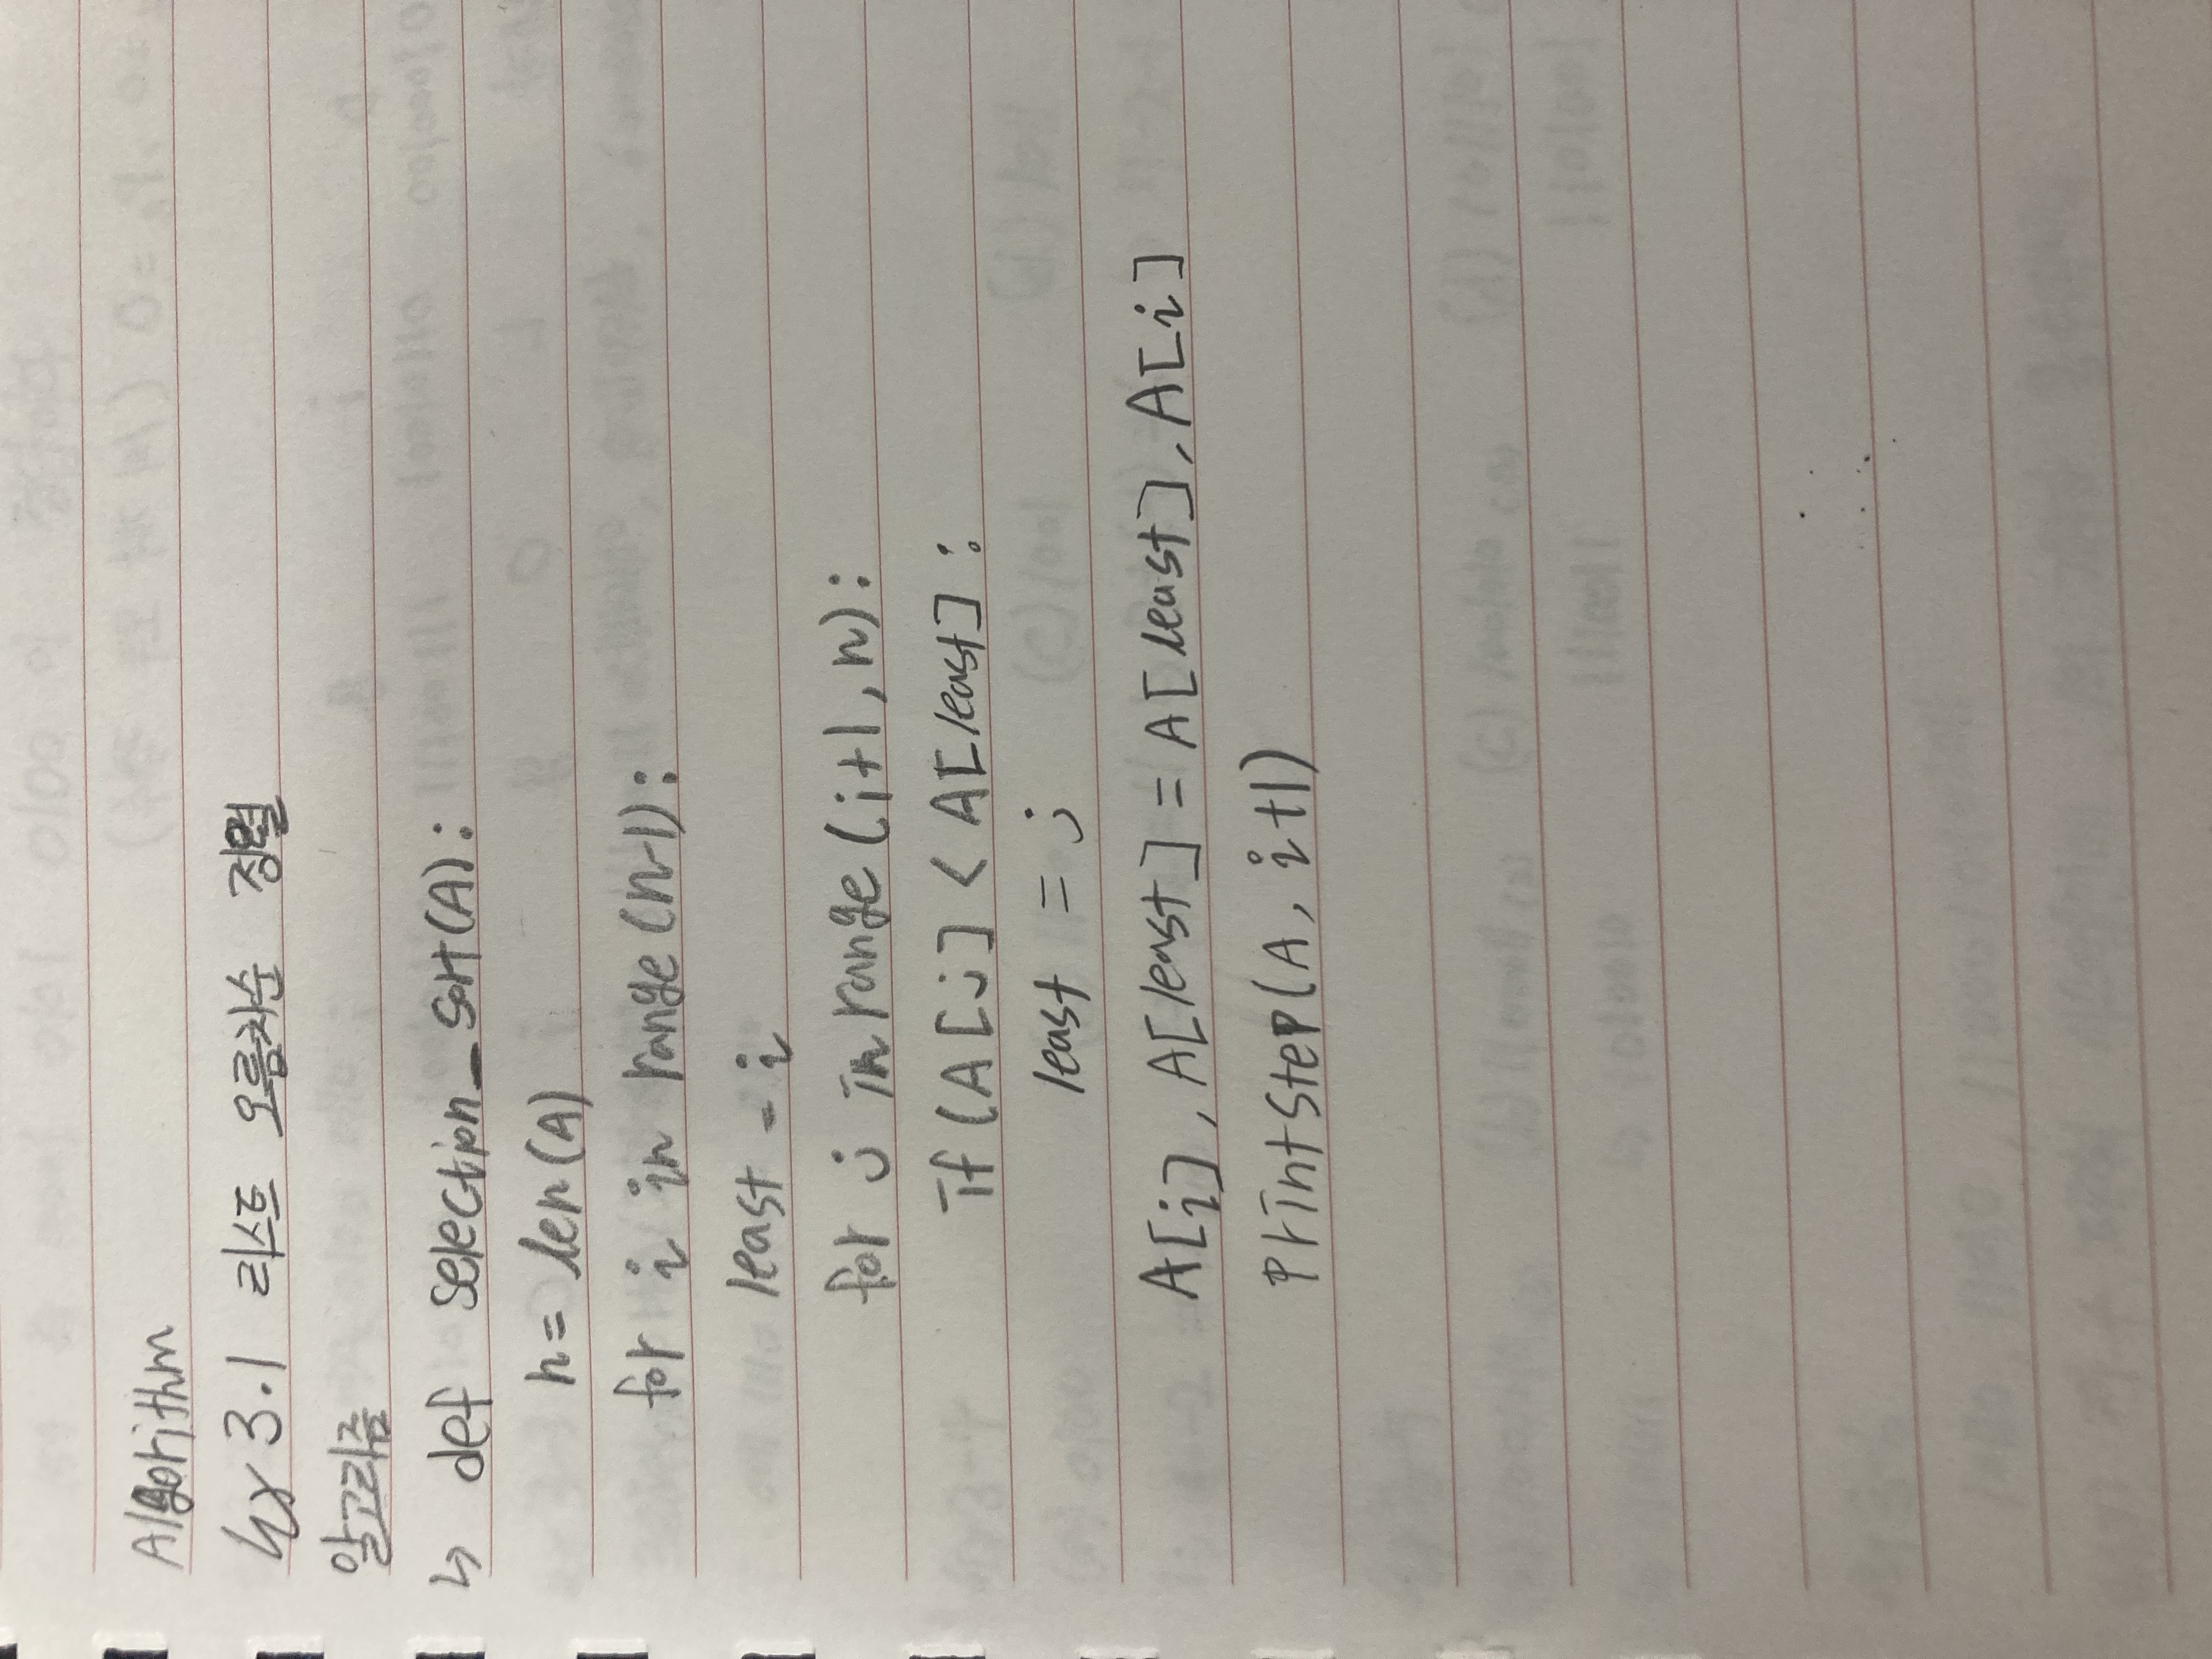 Algorithm
Ex 3.1 리스트 오름차순 정렬
알고리즘
↳ def selection_sort(A):
n= len(A)
for i in range(n-1):
least = i
for j in range(i+1, n):
if (A[j] < A[least] :
least = j
A[i], A[least] = A[least], A[i]
printStep(A, i+1)